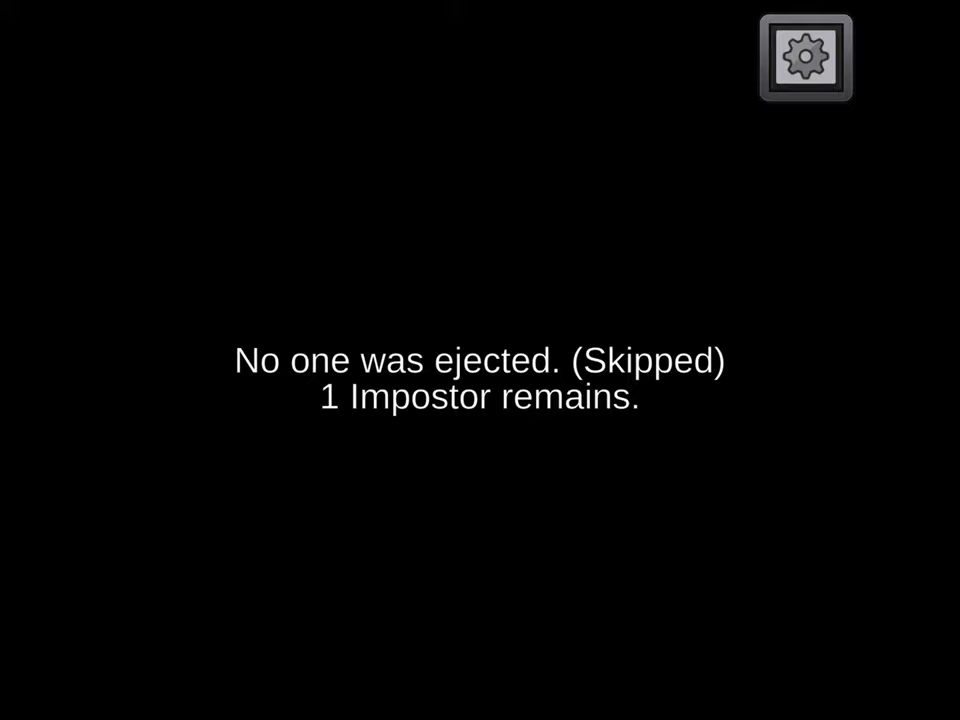 No one was ejected. (Skipped)
1 Impostor remains.